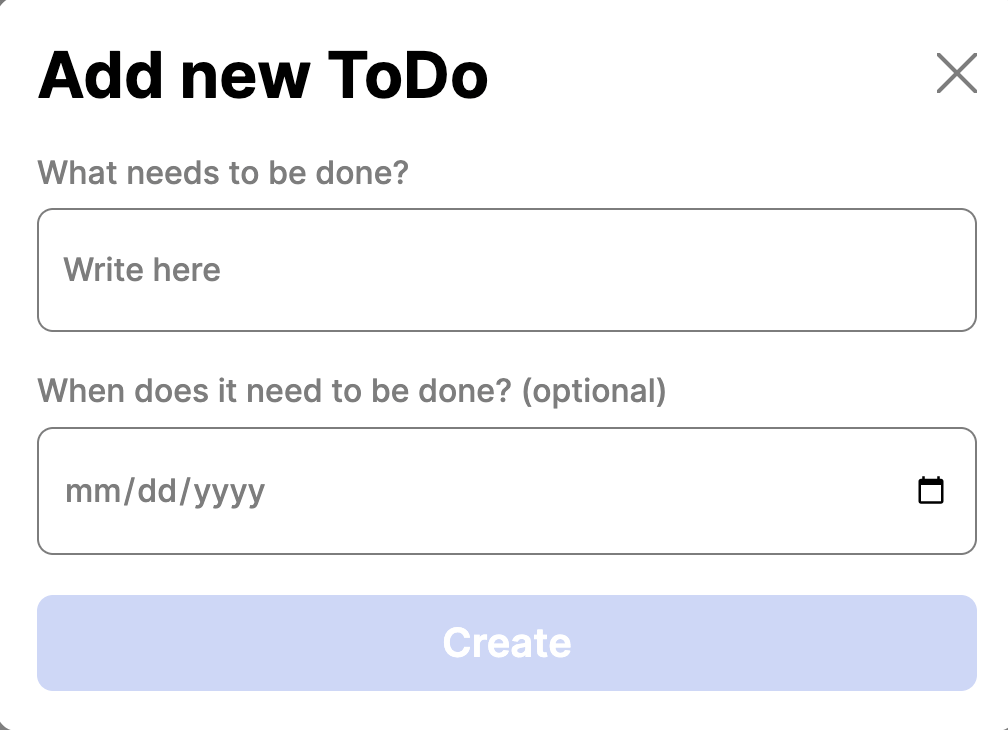 Add new ToDo
What needs to be done?
Write here
When does it need to be done? (optional)
mm/dd/yyyy
Create